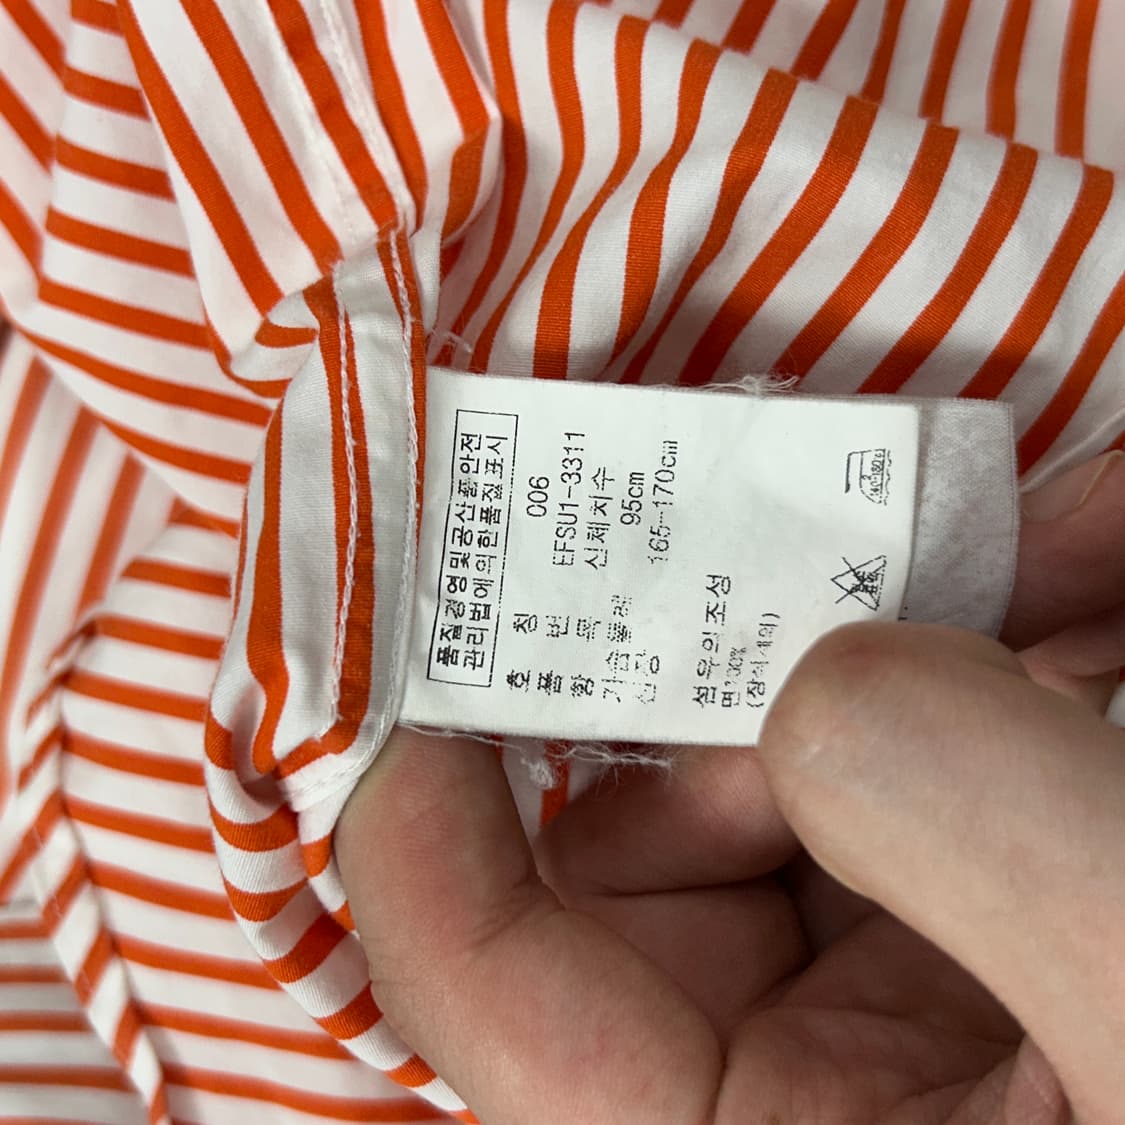 품질경영및공산품안전
관리법에의한품질표시
호 칭 006
품 번 EFSU1-3311
항 목 신체치수
가슴둘레 95cm
신장 165-170cm
섬유의조성
면100%
(장식제외)